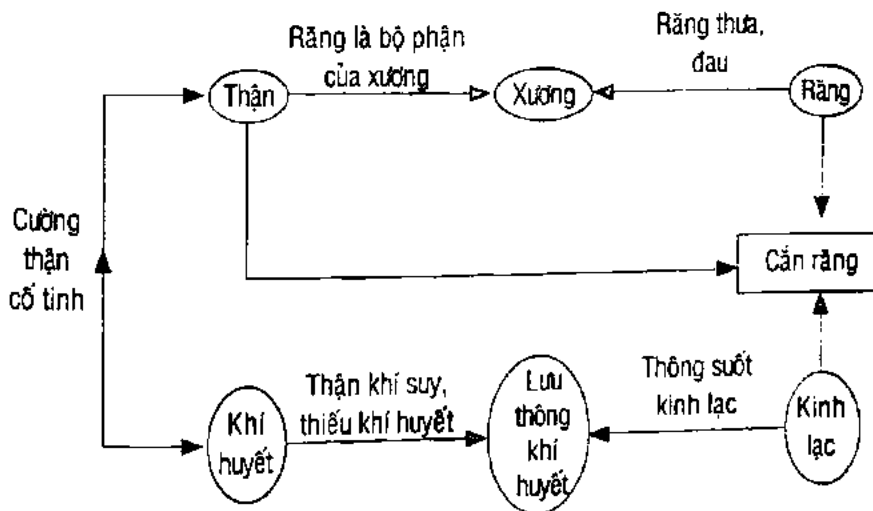 Răng là bộ phận
của xương
Răng thưa,
đau
Thận
Xương
Răng
Cường
thận
cố tinh
Cắn răng
Thận khí suy,
thiếu khí huyết
Thông suốt
kinh lạc
Khí
huyết
Lưu
thông
khí
huyết
Kinh
lạc